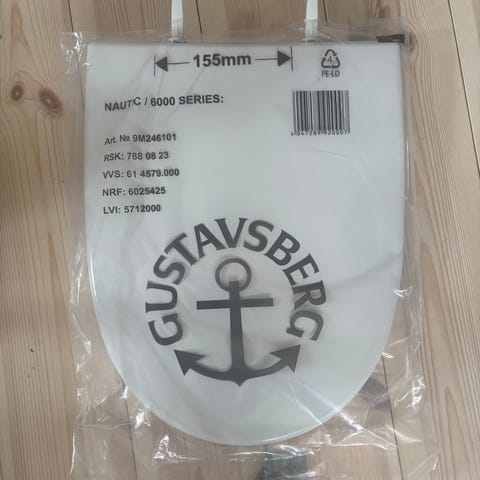 155mm
4
PE-LD
NAUTIC / 6000 SERIES:
Art. № 9M246101
RSK: 788 08 23
VVS: 61 4579.000
NRF: 6025425
LVI: 5712000
GUSTAVSBERG